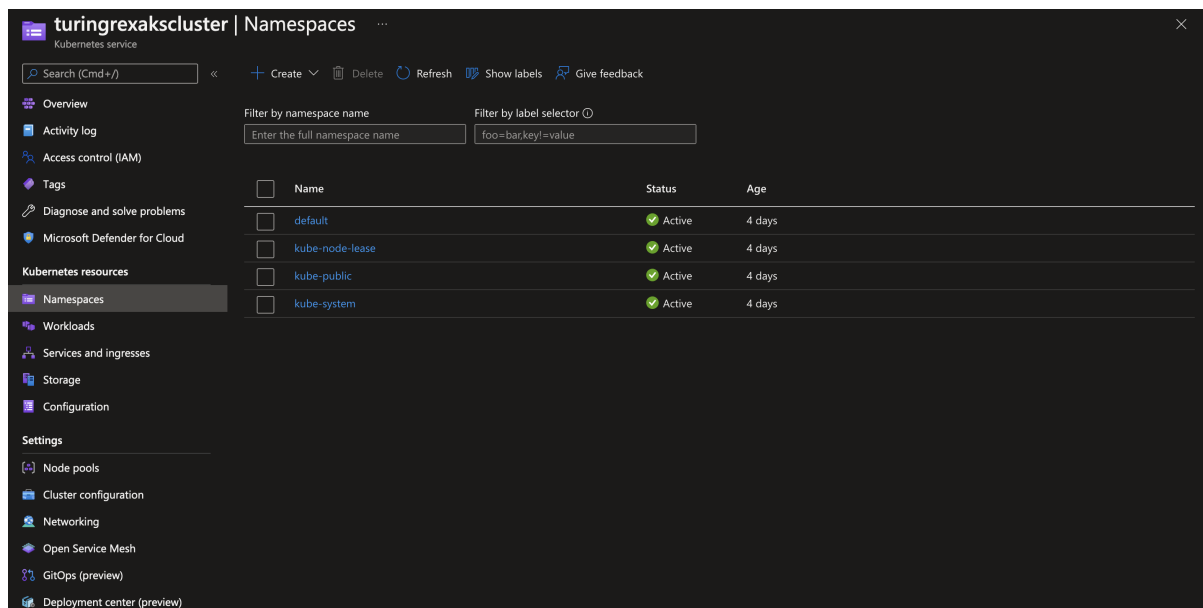 turingrexakscluster | Namespaces ...
Kubernetes service
Search (Cmd+/)
«
Overview
Activity log
Access control (IAM)
Tags
Diagnose and solve problems
Microsoft Defender for Cloud
Kubernetes resources
Namespaces
Workloads
Services and ingresses
Storage
Configuration
Settings
Node pools
Cluster configuration
Networking
Open Service Mesh
GitOps (preview)
Deployment center (preview)
Create Delete Refresh Show labels Give feedback
Filter by namespace name Filter by label selector
Enter the full namespace name foo=bar,key!=value
Name Status Age
default Active 4 days
kube-node-lease Active 4 days
kube-public Active 4 days
kube-system Active 4 days